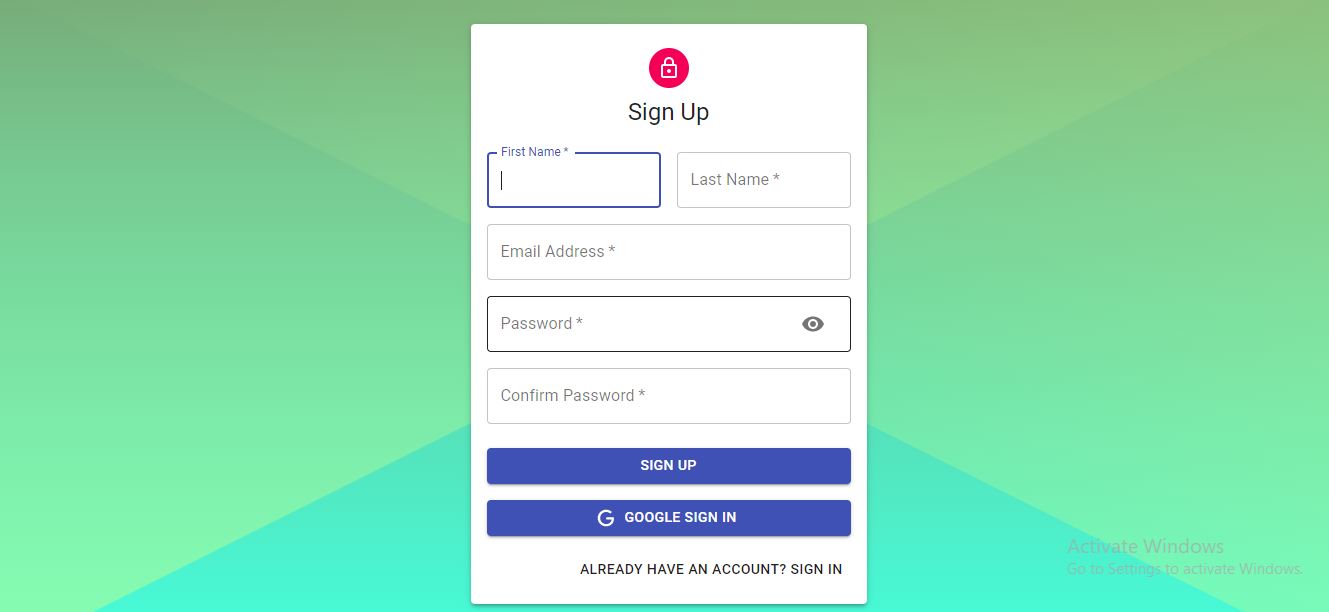 Sign Up
First Name *
Last Name *
Email Address *
Password *
Confirm Password *
SIGN UP
GOOGLE SIGN IN
ALREADY HAVE AN ACCOUNT? SIGN IN
Activate Windows
Go to Settings to activate Windows.